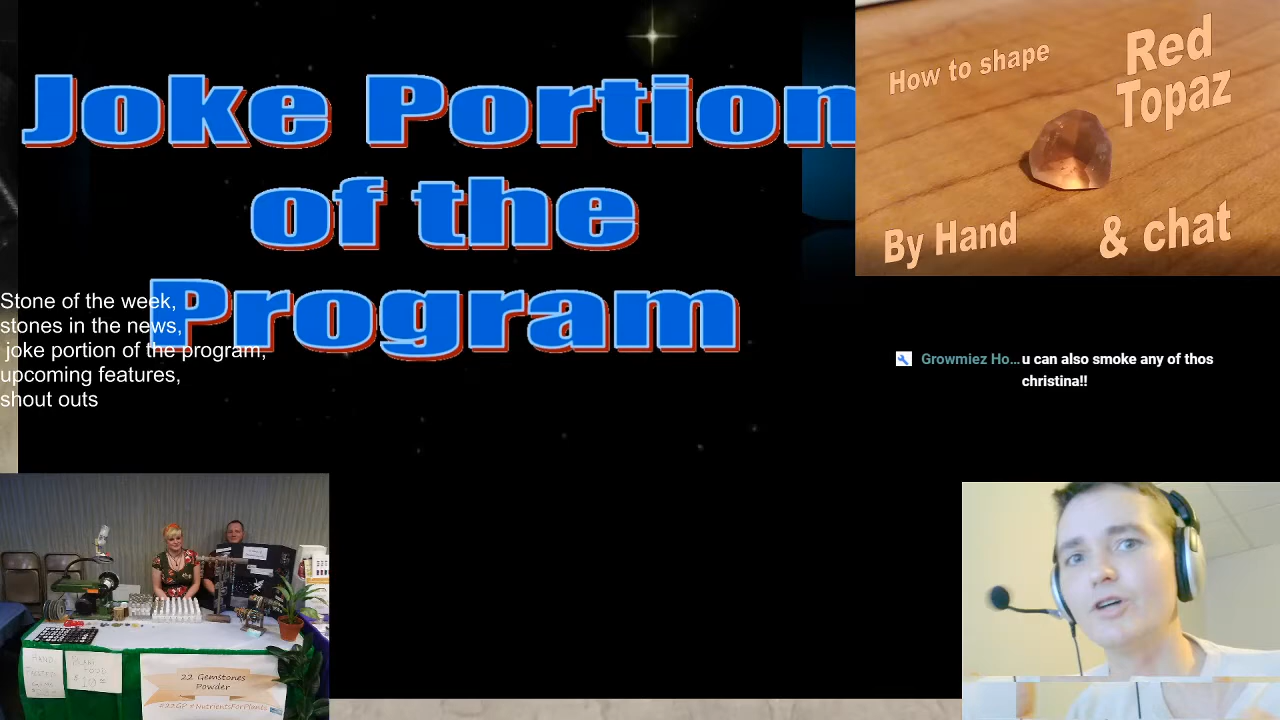 Joke Portion
of the
Program
How to shape
Red
Topaz
By Hand
& chat
Stone of the week,
stones in the news,
joke portion of the program,
upcoming features,
shout outs
Growmiez Ho... u can also smoke any of thos
christina!!
22 Gemstones
Powder
#22GP #NutrientsForPlants